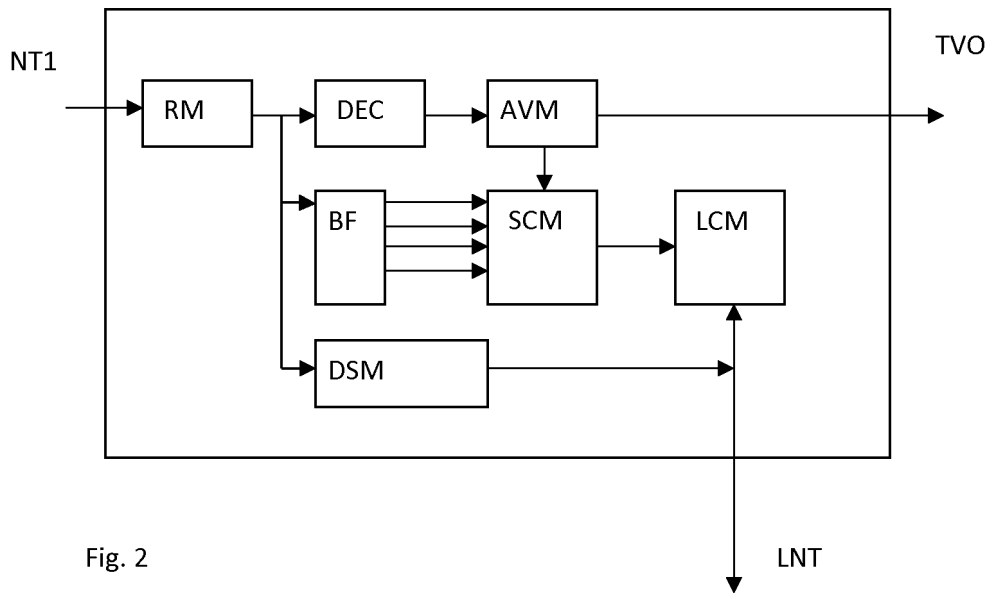 TVO
NT1
RM
DEC
AVM
BF
SCM
LCM
DSM
Fig. 2
LNT